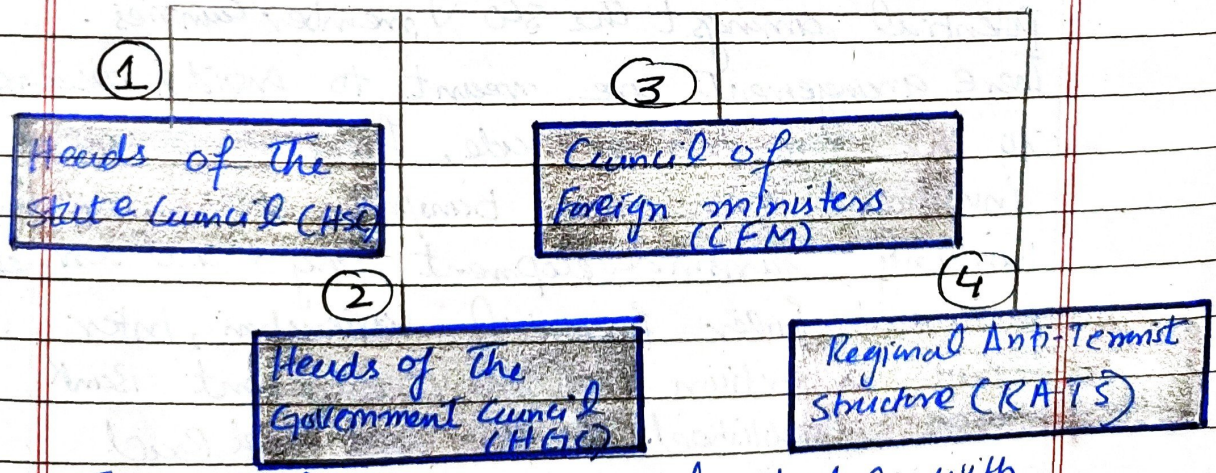 1
Heads of The
State Council (HSC)
2
Heads of The
Government Council
(HGC)
3
Council of
Foreign ministers
(CFM)
4
Regional Anti-Terrorist
Structure (RATS)
with